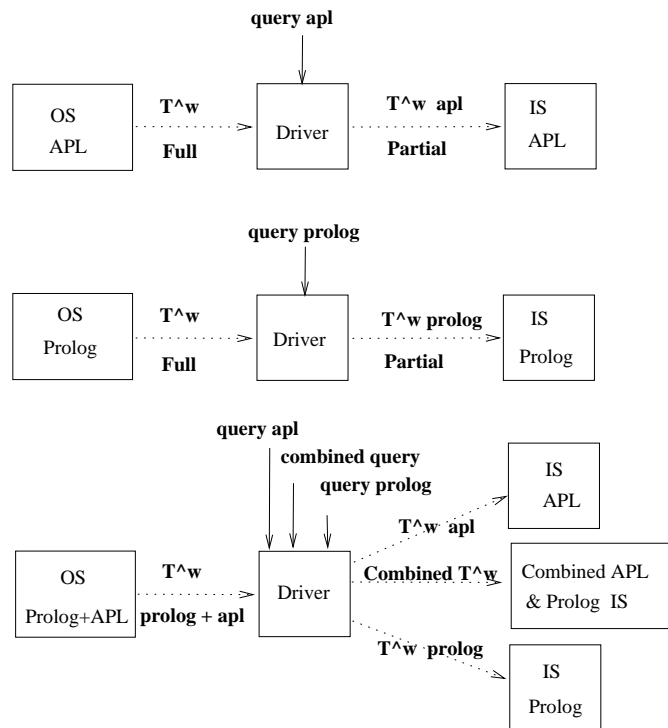 query apl
OS
APL
T^w
Full
Driver
T^w apl
Partial
IS
APL
query prolog
OS
Prolog
T^w
Full
Driver
T^w prolog
Partial
IS
Prolog
query apl
combined query
query prolog
OS
Prolog+APL
T^w
prolog + apl
Driver
T^w apl
IS
APL
Combined T^w
Combined APL
& Prolog IS
T^w prolog
IS
Prolog